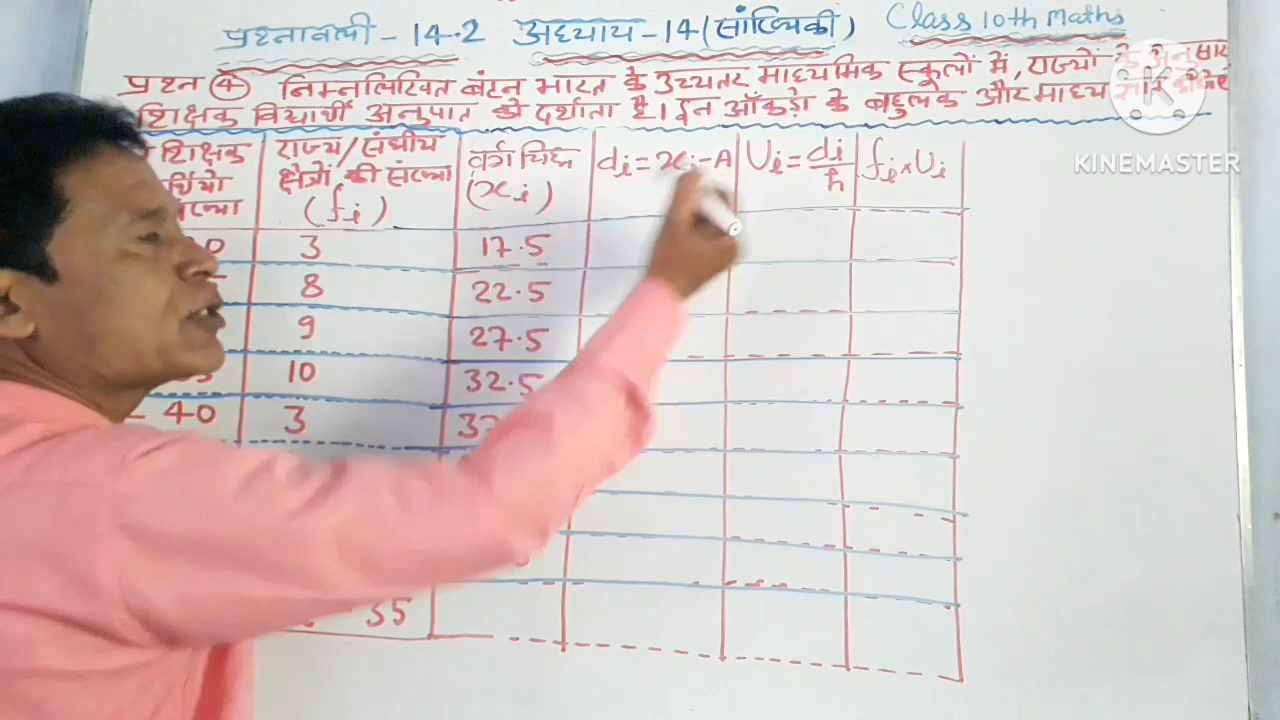 प्रश्नावली - 14.2 अध्याय - 14 (सांख्यिकी) Class 10th Maths
प्रश्न ④ निम्नलिखित बंटन भारत के उच्चतर माध्यमिक स्कूलों में, राज्यों के अनुसार
शिक्षक विद्यार्थी अनुपात को दर्शाता है। इन आँकड़ो के बहुलक और माध्य
KINEMASTER
शिक्षक राज्य/संघीय वर्ग चिह्न di = xi - A Ui = di/h fi × Ui
क्षेत्रों की संख्या (xi)
(fi)
3 17.5
8 22.5
9 27.5
10 32.5
- 40 3
35